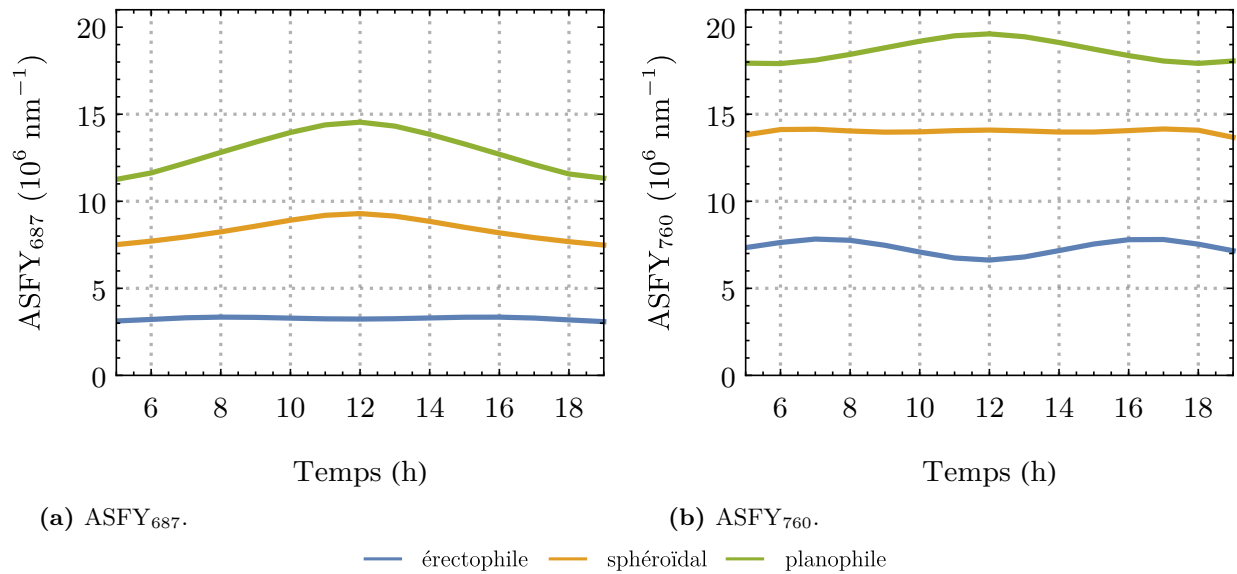 20
15
10
5
0
6 8 10 12 14 16 18
Temps (h)
ASFY687 (10^6 nm^−1)
(a) ASFY687.
20
15
10
5
0
6 8 10 12 14 16 18
Temps (h)
ASFY760 (10^6 nm^−1)
(b) ASFY760.
érectophile sphéroïdal planophile